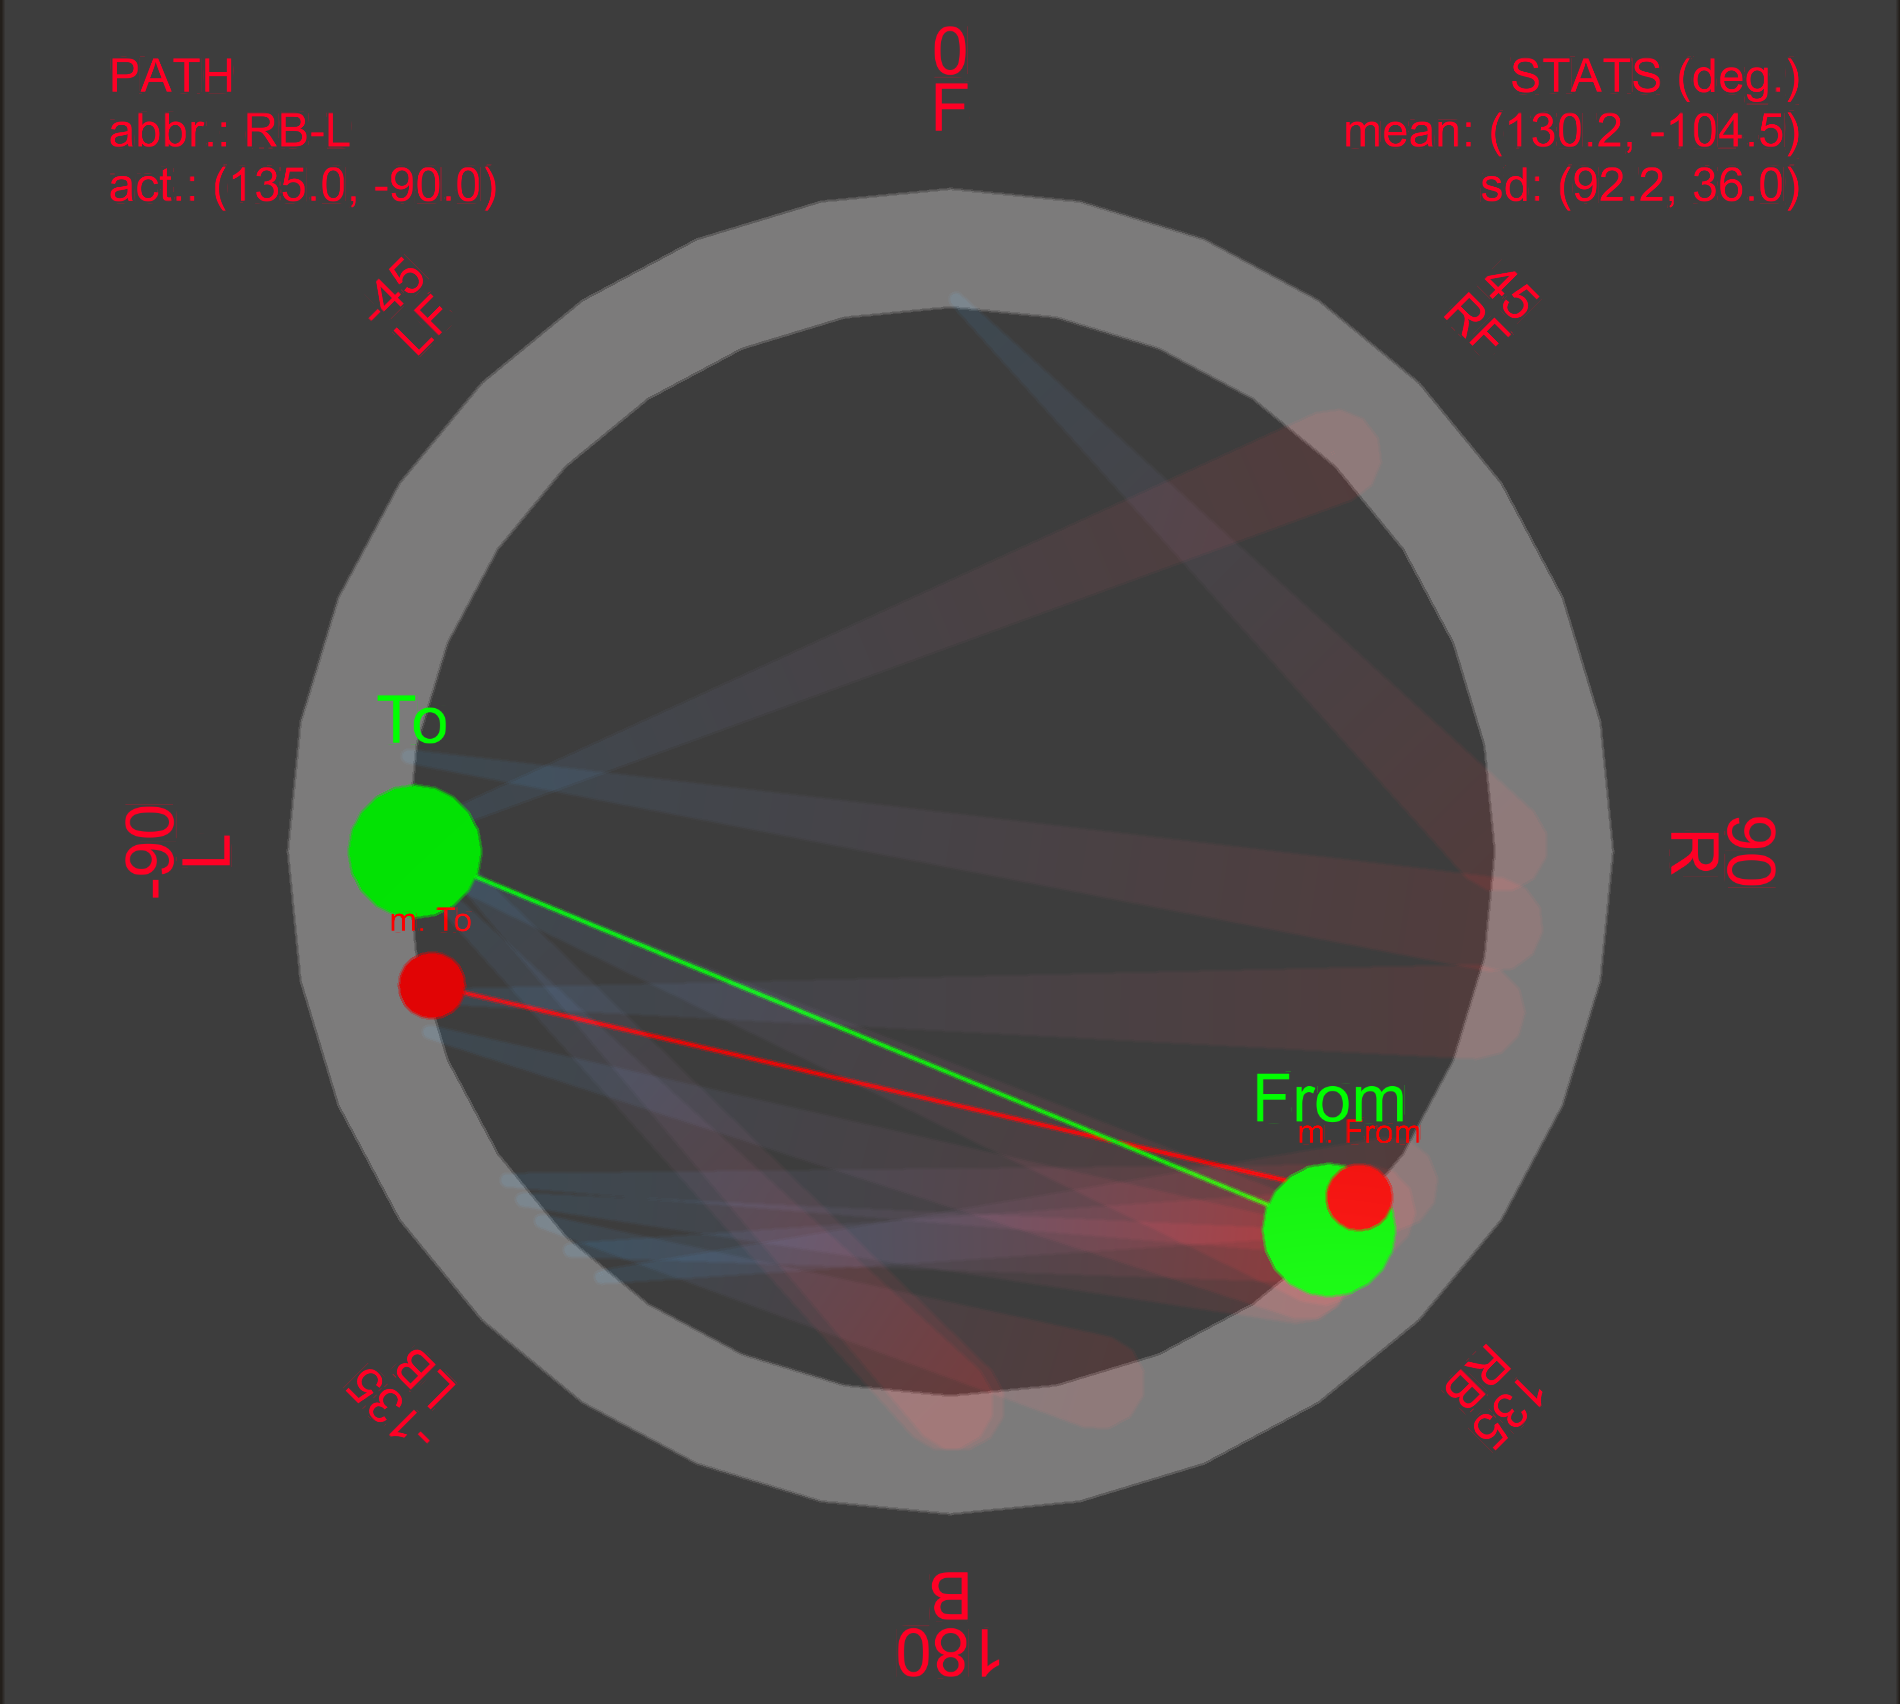 PATH
abbr.: RB-L
act.: (135.0, -90.0)
0
F
STATS (deg.)
mean: (130.2, -104.5)
sd: (92.2, 36.0)
-45
LF
45
RF
To
-90
L
m. To
90
R
From
m. From
LB
-135
135
RB
B
180